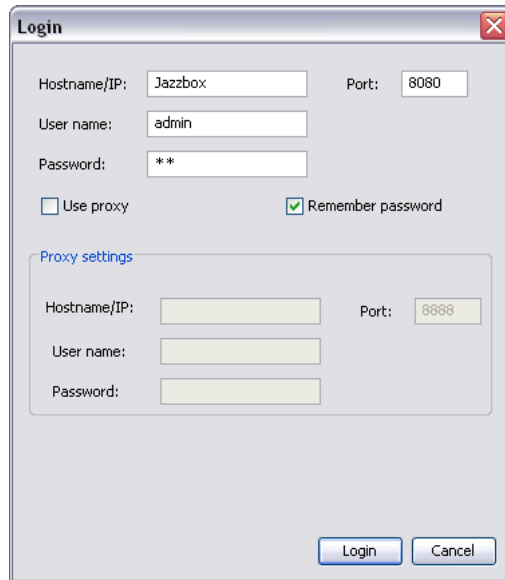 Login
Hostname/IP: Jazzbox Port: 8080
User name: admin
Password: **
Use proxy Remember password
Proxy settings
Hostname/IP: Port: 8888
User name:
Password:
Login Cancel